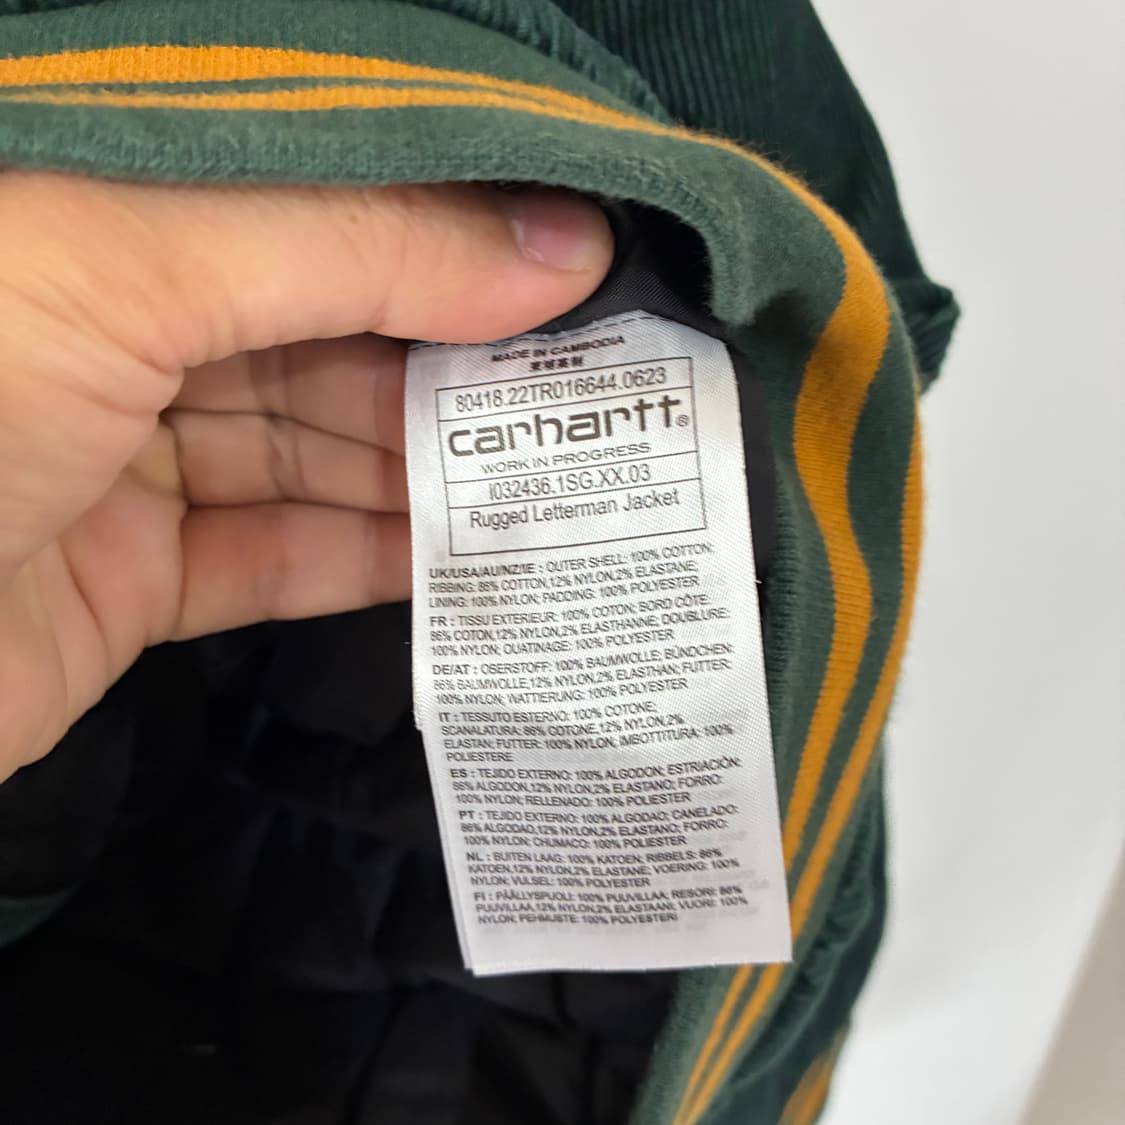 MADE IN CAMBODIA
80418.22TR016644.0623
carhartt®
WORK IN PROGRESS
I032436.1SG.XX.03
Rugged Letterman Jacket
UK/USA/AU/NZ/IE : OUTER SHELL: 100% COTTON;
RIBBING: 86% COTTON,12% NYLON,2% ELASTANE;
LINING: 100% NYLON; PADDING: 100% POLYESTER
FR : TISSU EXTERIEUR: 100% COTON; BORD CÔTE:
86% COTON,12% NYLON,2% ELASTHANNE; DOUBLURE:
100% NYLON; OUATINAGE: 100% POLYESTER
DE/AT : OBERSTOFF: 100% BAUMWOLLE; BÜNDCHEN:
86% BAUMWOLLE,12% NYLON,2% ELASTHAN; FUTTER:
100% NYLON; WATTIERUNG: 100% POLYESTER
IT : TESSUTO ESTERNO: 100% COTONE;
SCANALATURA: 86% COTONE,12% NYLON,2%
ELASTAN; FUTTER: 100% NYLON; IMBOTTITURA: 100%
POLIESTERE
ES : TEJIDO EXTERNO: 100% ALGODON; ESTRIACIÓN:
86% ALGODON,12% NYLON,2% ELASTANO; FORRO:
100% NYLON; RELLENADO: 100% POLIESTER
PT : TEJIDO EXTERNO: 100% ALGODAO; CANELADO:
86% ALGODAO,12% NYLON,2% ELASTANO; FORRO:
100% NYLON; CHUMACO: 100% POLIESTER
NL : BUITEN LAAG: 100% KATOEN; RIBBELS: 86%
KATOEN,12% NYLON,2% ELASTANE; VOERING: 100%
NYLON; VULSEL: 100% POLYESTER
FI : PÄÄLLYSPUOLI: 100% PUUVILLAA; RESORI: 86%
PUUVILLAA,12% NYLON,2% ELASTAANI; VUORI: 100%
NYLON; PEHMUSTE: 100% POLYESTERI